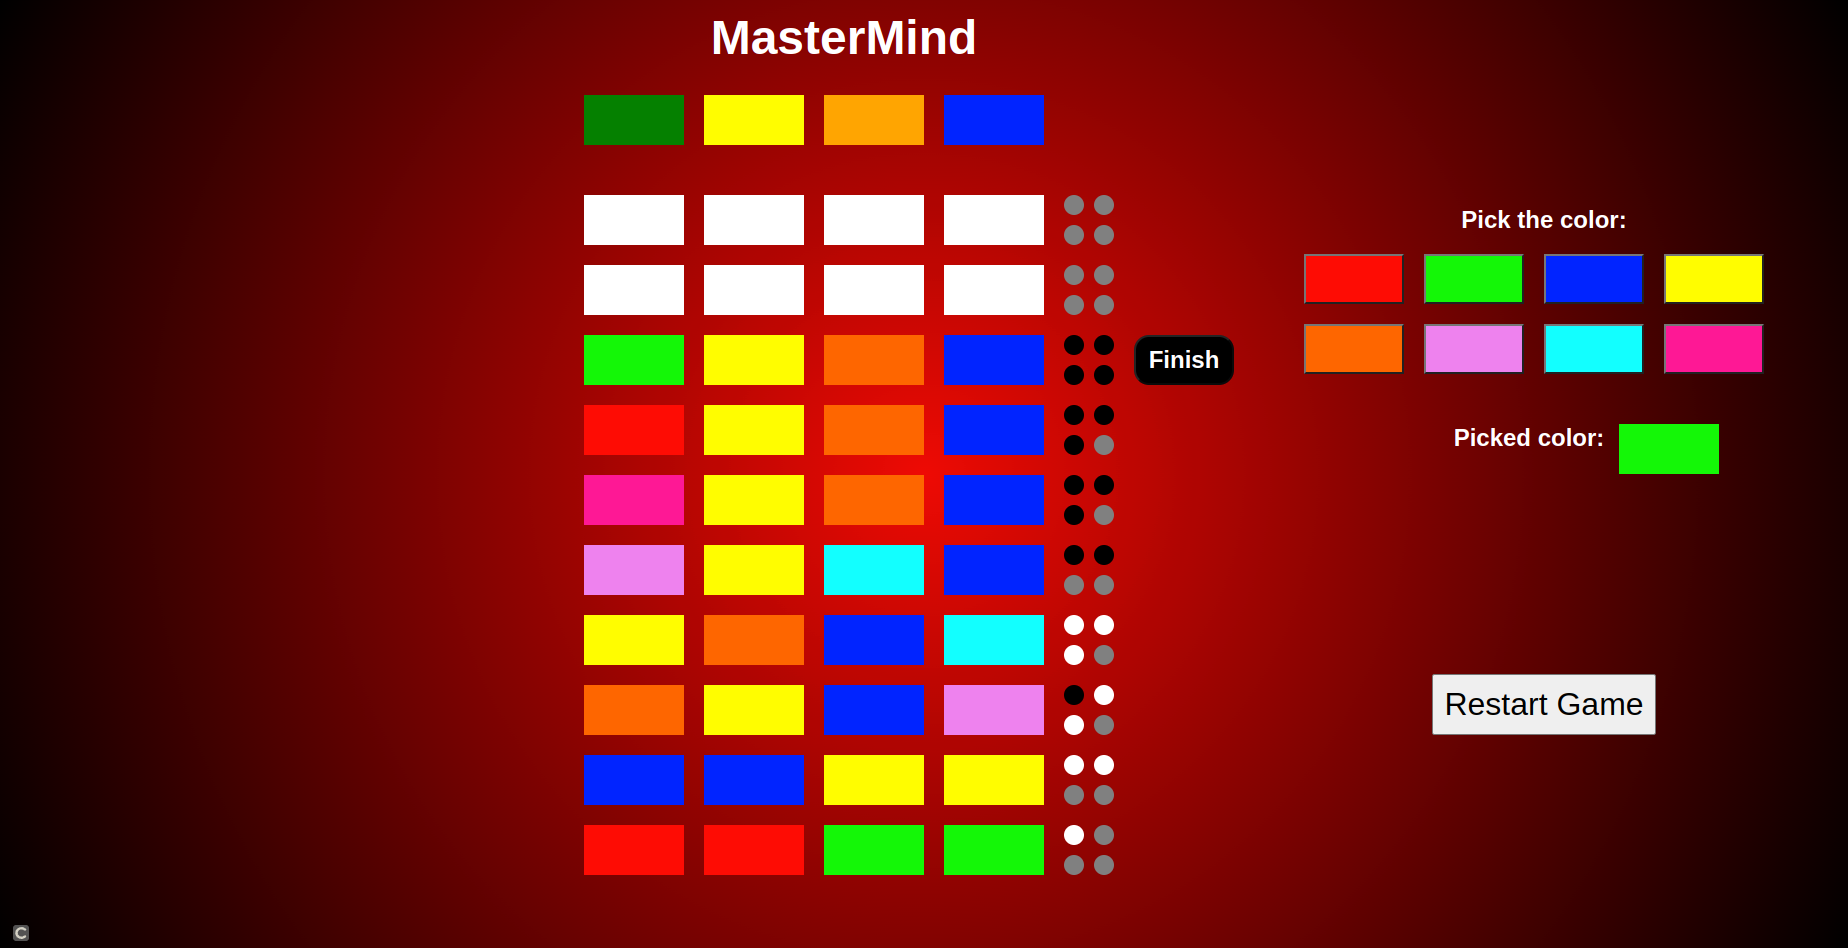 MasterMind
Pick the color:
Finish
Picked color:
Restart Game
C